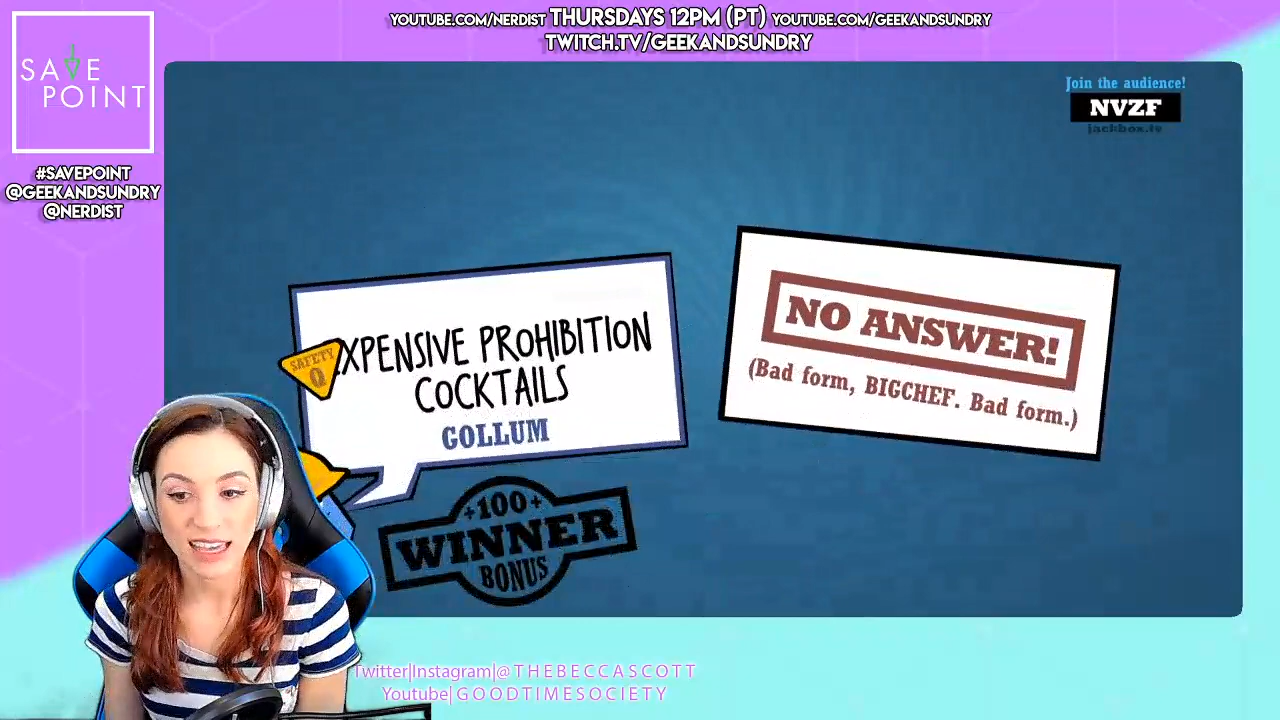 YOUTUBE.COM/NERDIST THURSDAYS 12PM (PT) YOUTUBE.COM/GEEKANDSUNDRY
TWITCH.TV/GEEKANDSUNDRY
SAVE
POINT
#SAVEPOINT
@GEEKANDSUNDRY
@NERDIST
Join the audience!
NVZF
jackbox.tv
SAFETY
Q
XPENSIVE PROHIBITION
COCKTAILS
GOLLUM
NO ANSWER!
(Bad form, BIGCHEF. Bad form.)
+100+
WINNER
BONUS
Twitter|Instagram|@THEBECCASCOTT
Youtube|GOODTIMESOCIETY